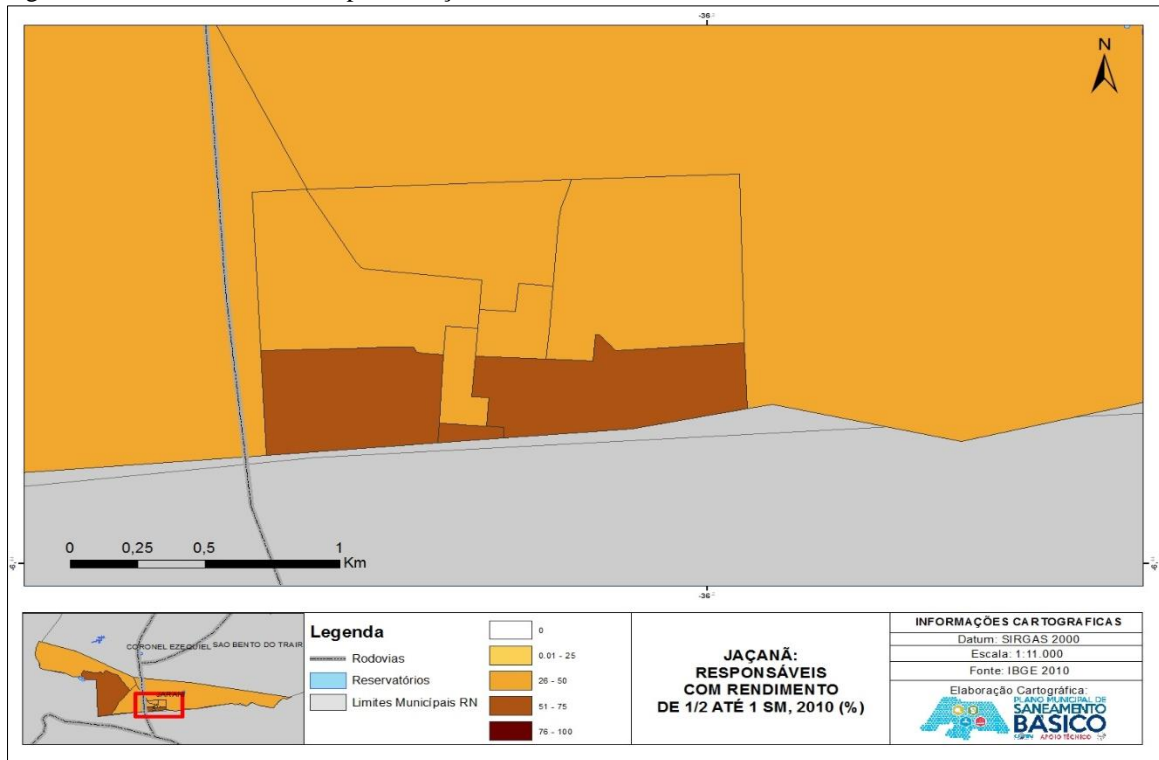 -36
N
0 0,25 0,5 1
Km
-36
CORONEL EZEQUIEL SAO BENTO DO TRAIR
Legenda
Rodovias
Reservatórios
Limites Municípais RN
0
0.01 - 25
26 - 50
51 - 75
76 - 100
JAÇANÃ:
RESPONSÁVEIS
COM RENDIMENTO
DE 1/2 ATÉ 1 SM, 2010 (%)
INFORMAÇÕES CARTOGRAFICAS
Datum: SIRGAS 2000
Escala: 1:11.000
Fonte: IBGE 2010
Elaboração Cartográfica:
PLANO MUNICIPAL DE
SANEAMENTO
BÁSICO
APOIO TÉCNICO